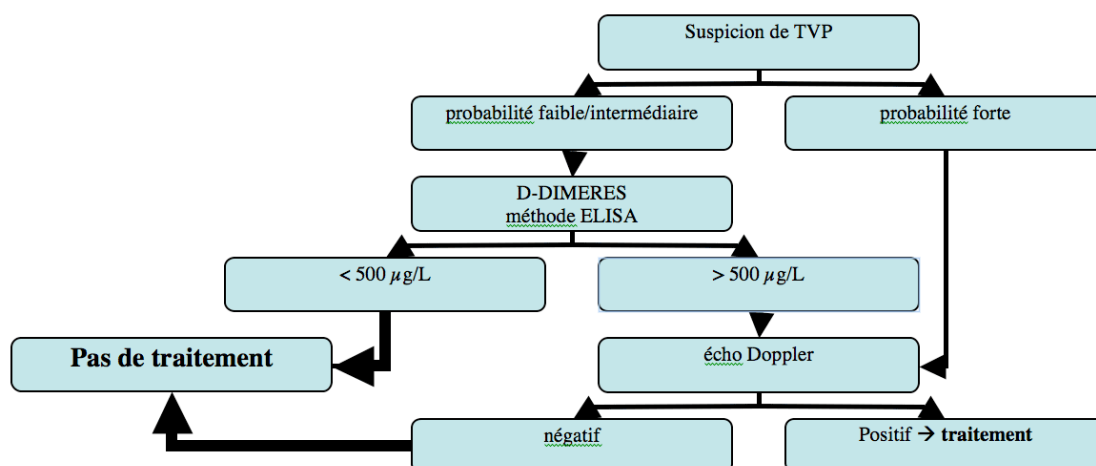 Suspicion de TVP
probabilité faible/intermédiaire
probabilité forte
D-DIMERES
méthode ELISA
< 500 µg/L
> 500 µg/L
Pas de traitement
écho Doppler
négatif
Positif → traitement